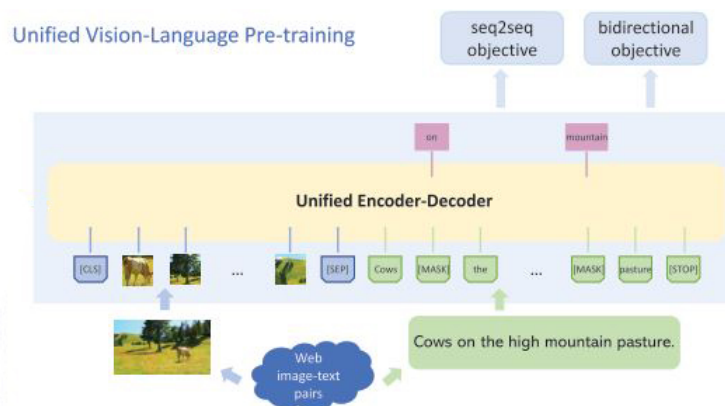 Unified Vision-Language Pre-training
seq2seq
objective
bidirectional
objective
on
mountain
Unified Encoder-Decoder
[CLS]
...
[SEP]
Cows
[MASK]
the
...
[MASK]
pasture
[STOP]
Web
image-text
pairs
Cows on the high mountain pasture.